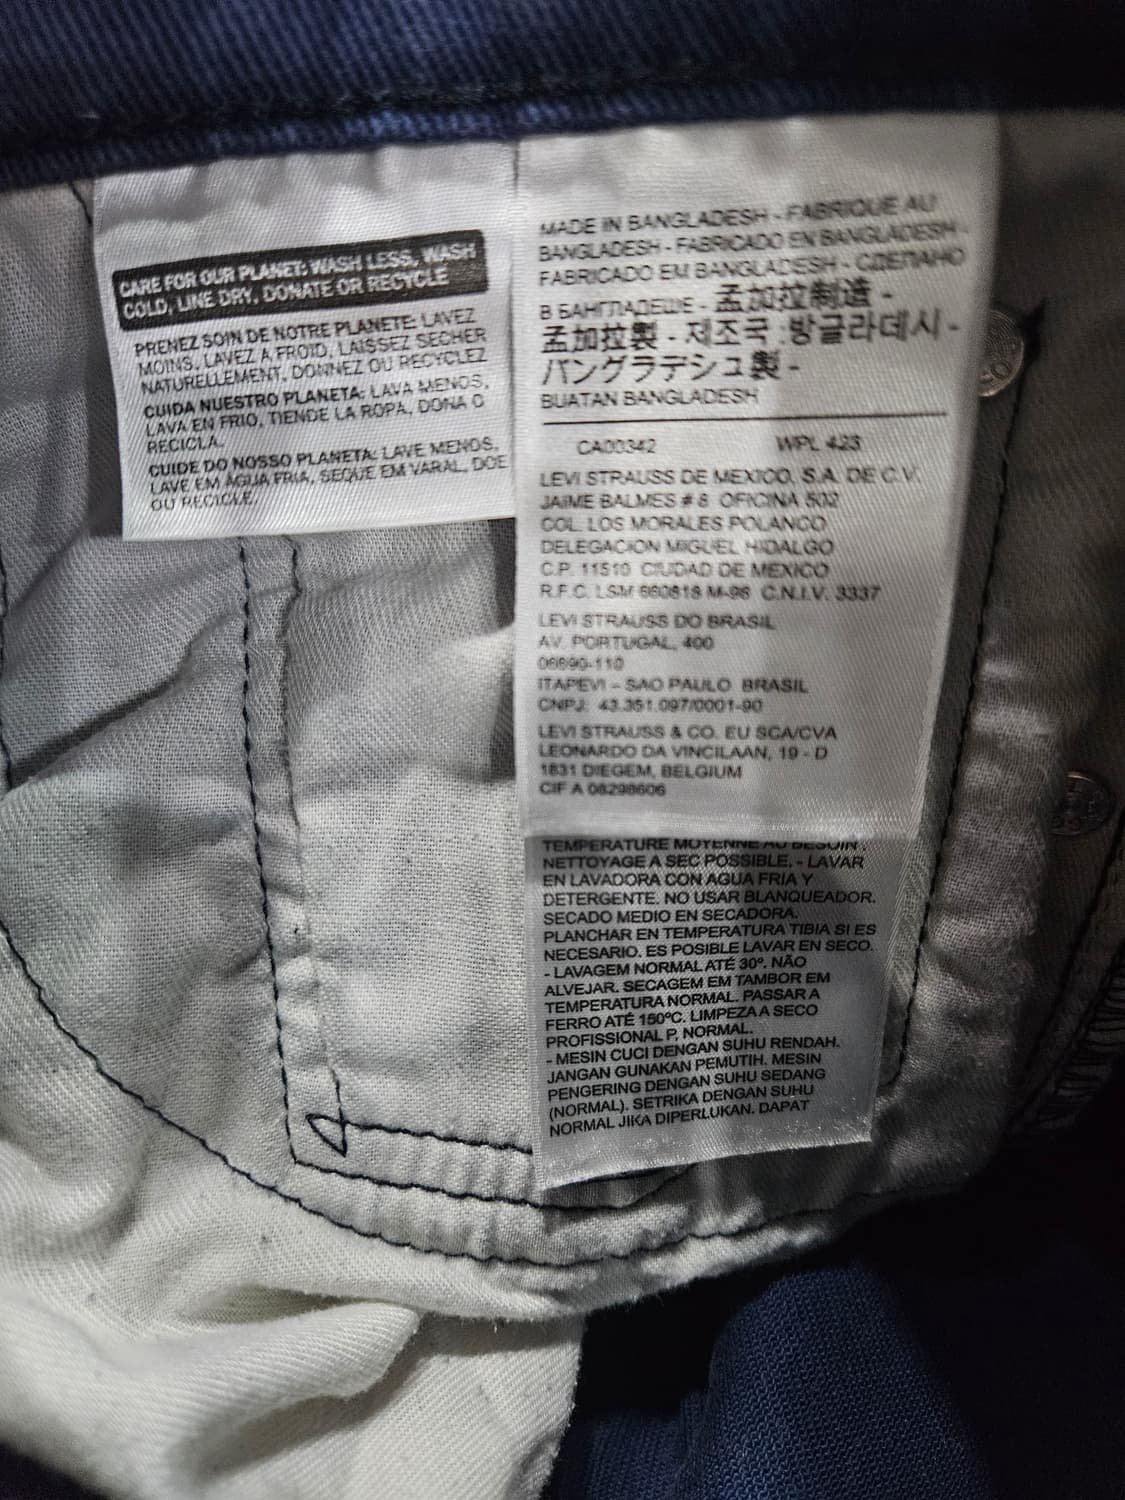 CARE FOR OUR PLANET: WASH LESS, WASH
COLD, LINE DRY, DONATE OR RECYCLE
PRENEZ SOIN DE NOTRE PLANETE: LAVEZ
MOINS, LAVEZ A FROID, LAISSEZ SECHER
NATURELLEMENT, DONNEZ OU RECYCLEZ
CUIDA NUESTRO PLANETA: LAVA MENOS,
LAVA EN FRIO, TIENDE LA ROPA, DONA O
RECICLA.
CUIDE DO NOSSO PLANETA: LAVE MENOS,
LAVE EM ÁGUA FRIA, SEQUE EM VARAL, DOE
OU RECICLE.
MADE IN BANGLADESH - FABRIQUE AU
BANGLADESH - FABRICADO EN BANGLADESH -
FABRICADO EM BANGLADESH - СДЕЛАНО
В БАНГЛАДЕШЕ - 孟加拉制造 -
孟加拉製 - 제조국 :방글라데시 -
バングラデシュ製 -
BUATAN BANGLADESH
CA00342 WPL 423
LEVI STRAUSS DE MEXICO, S.A. DE C.V.
JAIME BALMES # 8 OFICINA 502
COL. LOS MORALES POLANCO
DELEGACION MIGUEL HIDALGO
C.P. 11510 CIUDAD DE MEXICO
R.F.C. LSM 660818 M-96 C.N.I.V. 3337
LEVI STRAUSS DO BRASIL
AV. PORTUGAL, 400
06690-110
ITAPEVI – SAO PAULO BRASIL
CNPJ: 43.351.097/0001-90
LEVI STRAUSS & CO. EU SCA/CVA
LEONARDO DA VINCILAAN, 19 - D
1831 DIEGEM, BELGIUM
CIF A 08298606
TEMPERATURE MOYENNE AU BESOIN.
NETTOYAGE A SEC POSSIBLE. - LAVAR
EN LAVADORA CON AGUA FRIA Y
DETERGENTE. NO USAR BLANQUEADOR.
SECADO MEDIO EN SECADORA.
PLANCHAR EN TEMPERATURA TIBIA SI ES
NECESARIO. ES POSIBLE LAVAR EN SECO.
- LAVAGEM NORMAL ATÉ 30º. NÃO
ALVEJAR. SECAGEM EM TAMBOR EM
TEMPERATURA NORMAL. PASSAR A
FERRO ATÉ 150ºC. LIMPEZA A SECO
PROFISSIONAL P, NORMAL.
- MESIN CUCI DENGAN SUHU RENDAH.
JANGAN GUNAKAN PEMUTIH. MESIN
PENGERING DENGAN SUHU SEDANG
(NORMAL). SETRIKA DENGAN SUHU
NORMAL JIKA DIPERLUKAN. DAPAT